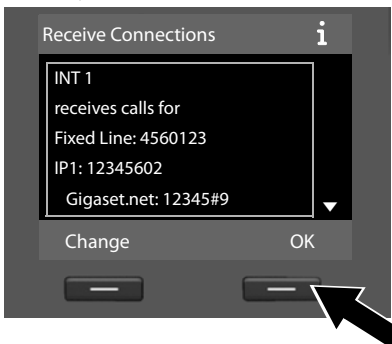 Receive Connections i
INT 1
receives calls for
Fixed Line: 4560123
IP1: 12345602
Gigaset.net: 12345#9
Change OK